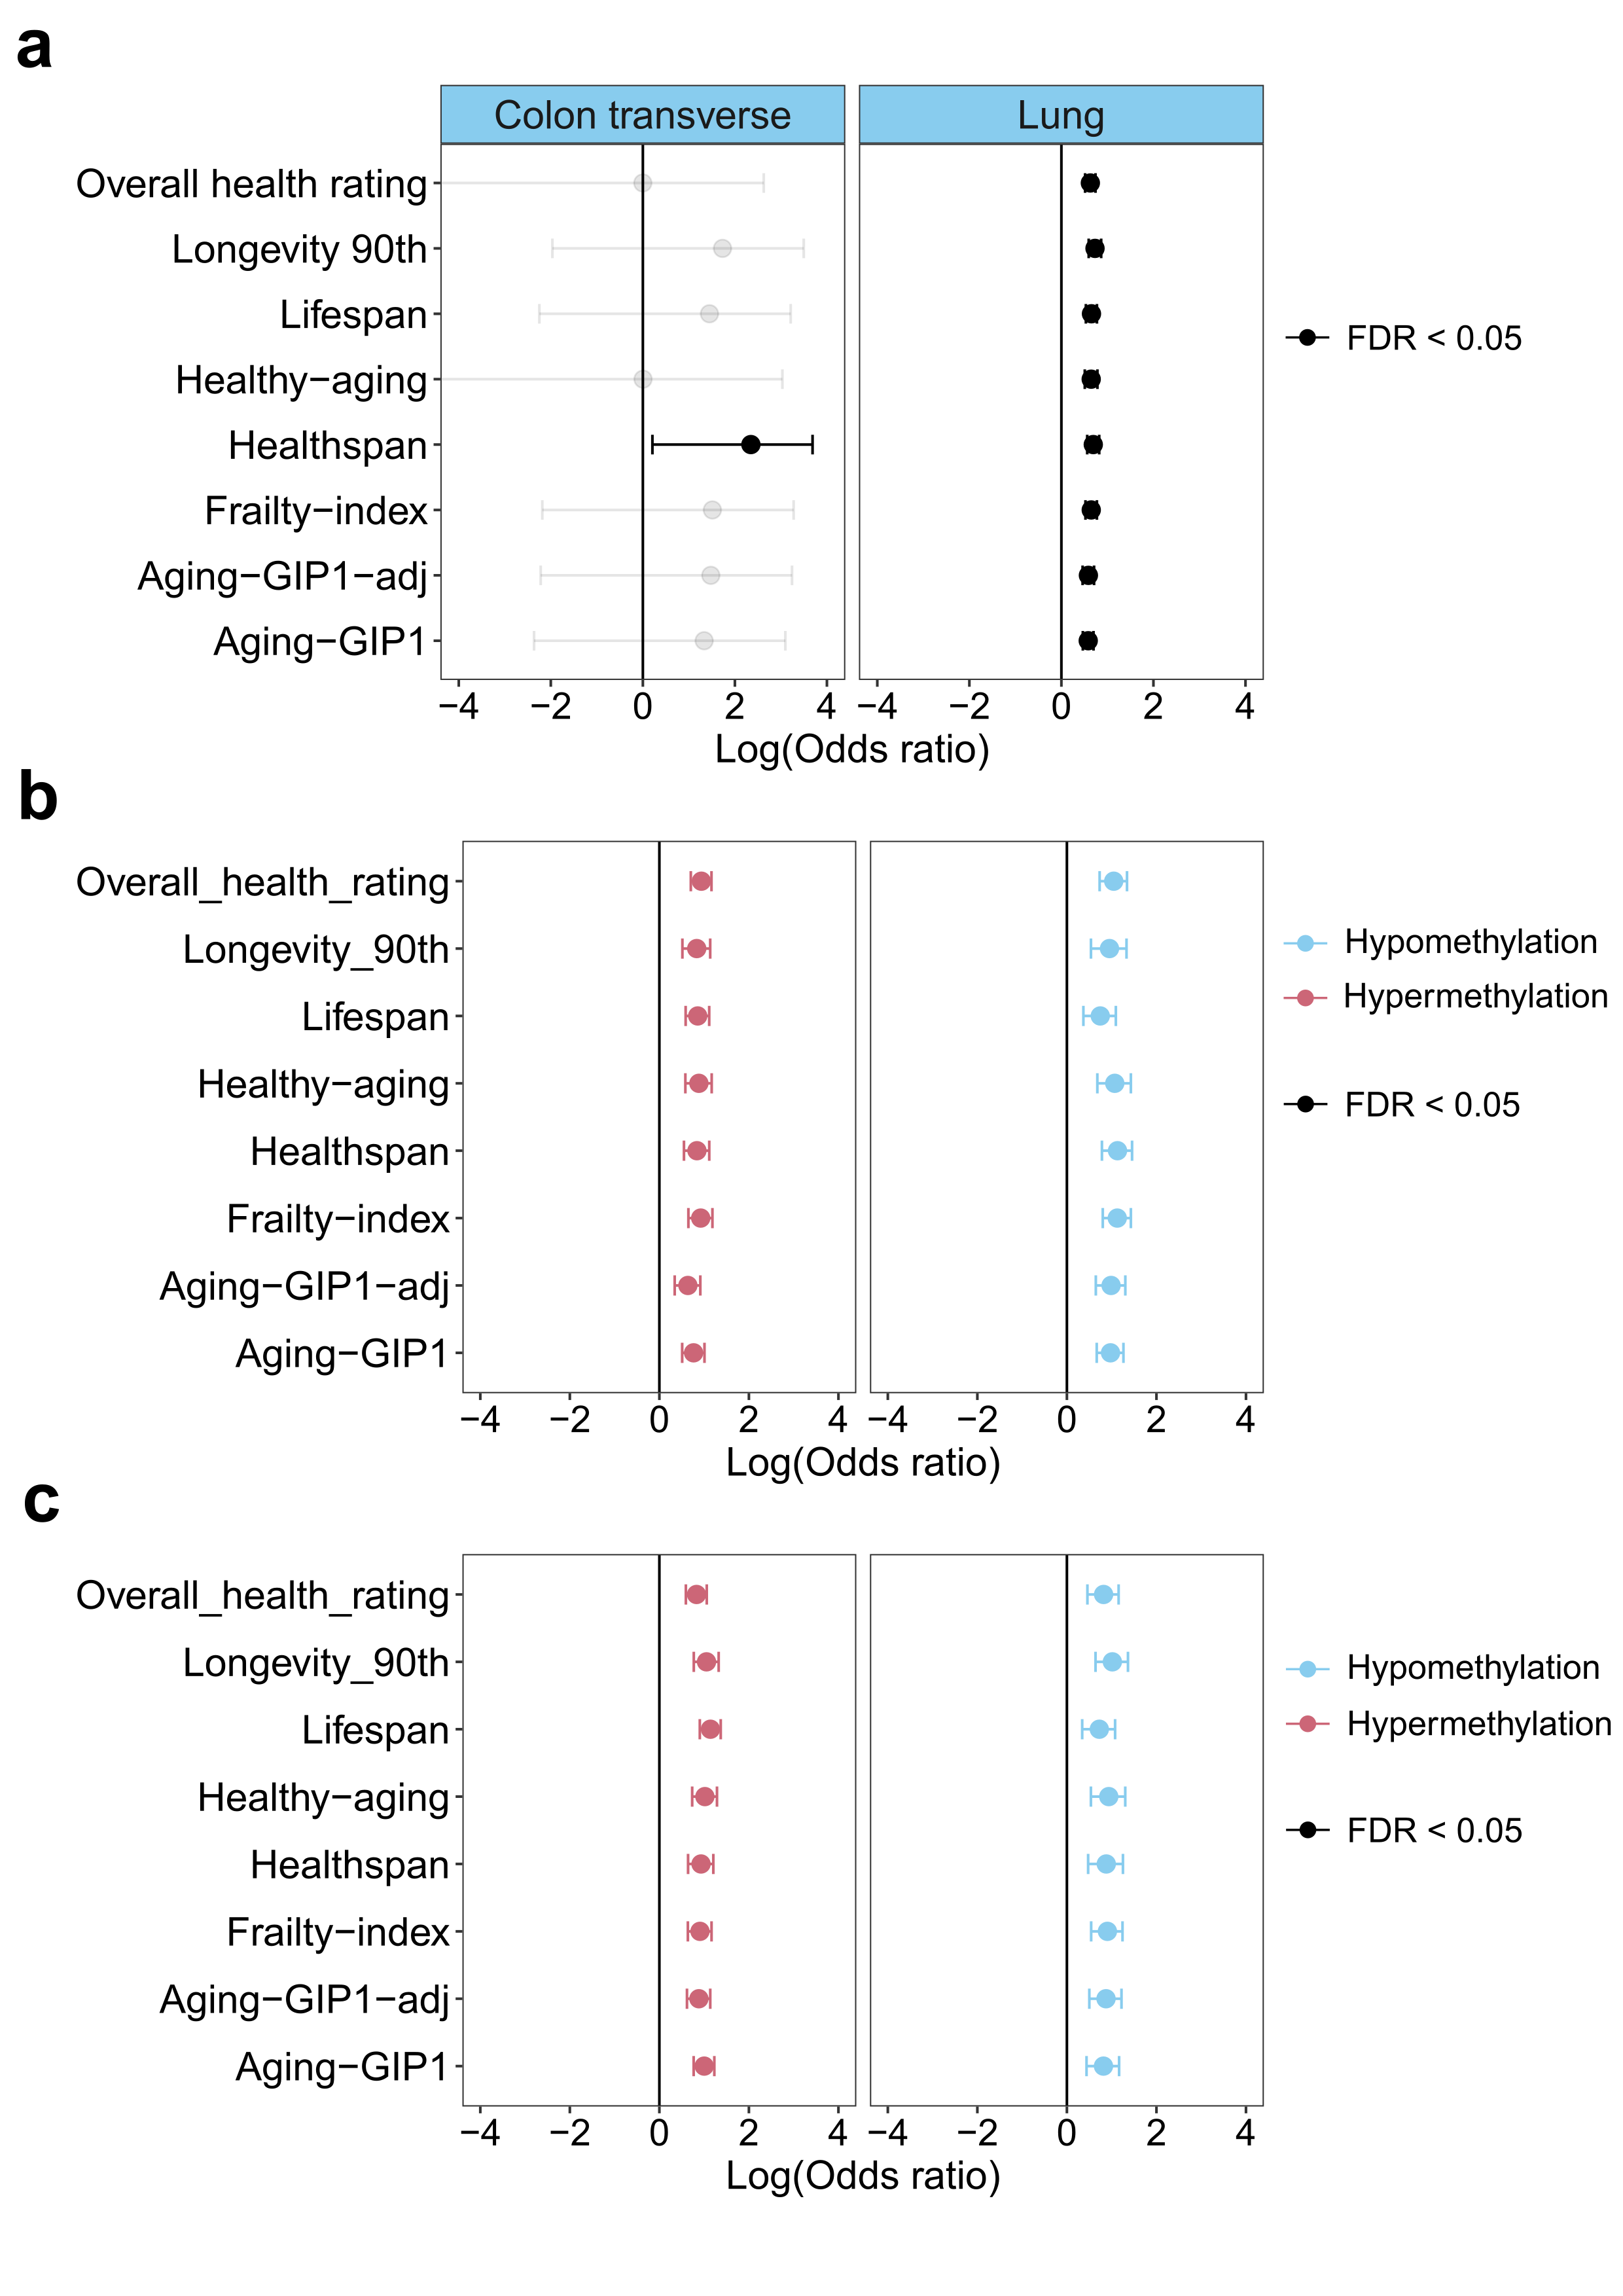 a
Colon transverse
Lung
Overall health rating
Longevity 90th
Lifespan
Healthy−aging
Healthspan
Frailty−index
Aging−GIP1−adj
Aging−GIP1
FDR < 0.05
−4 −2 0 2 4
−4 −2 0 2 4
Log(Odds ratio)
b
Overall_health_rating
Longevity_90th
Lifespan
Healthy−aging
Healthspan
Frailty−index
Aging−GIP1−adj
Aging−GIP1
Hypomethylation
Hypermethylation
FDR < 0.05
−4 −2 0 2 4
−4 −2 0 2 4
Log(Odds ratio)
c
Overall_health_rating
Longevity_90th
Lifespan
Healthy−aging
Healthspan
Frailty−index
Aging−GIP1−adj
Aging−GIP1
Hypomethylation
Hypermethylation
FDR < 0.05
−4 −2 0 2 4
−4 −2 0 2 4
Log(Odds ratio)